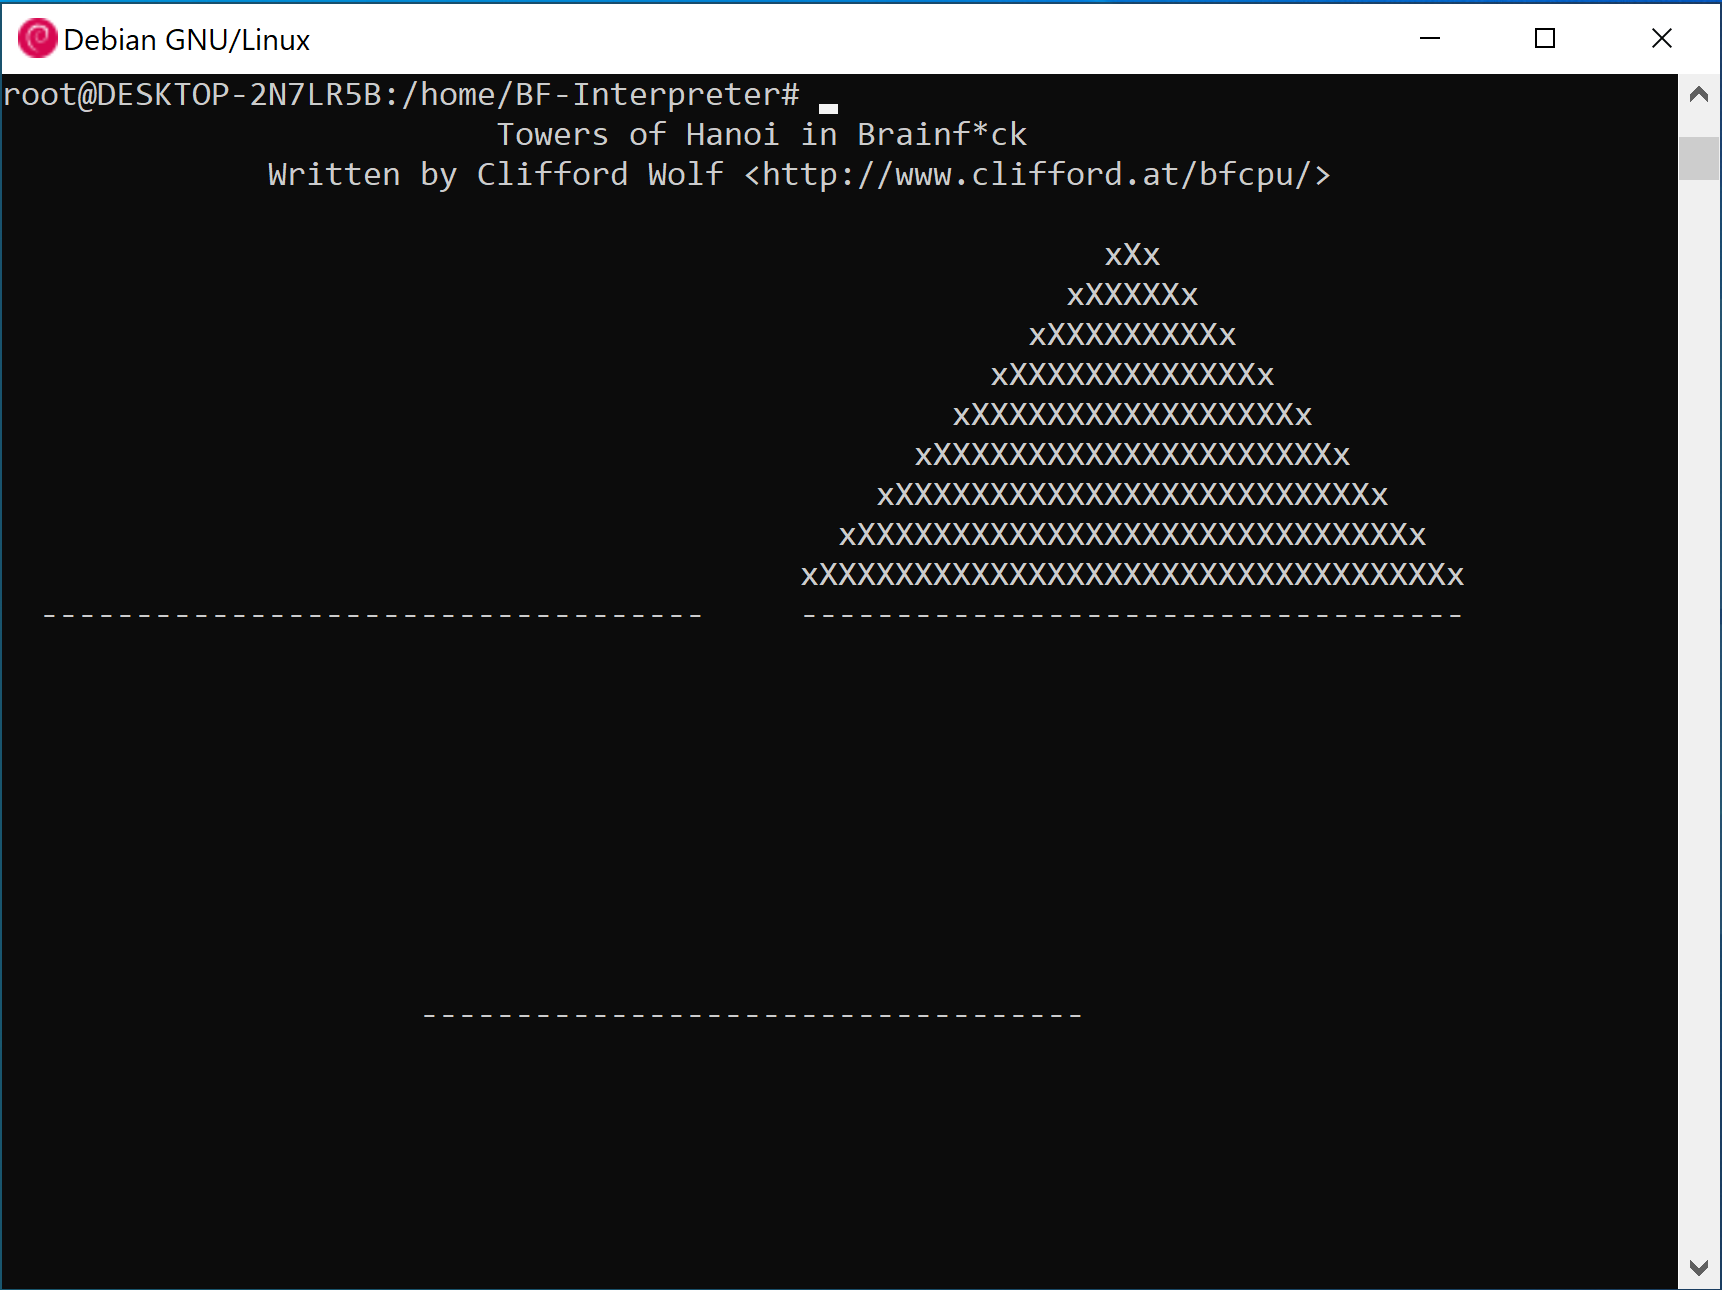 Debian GNU/Linux
root@DESKTOP-2N7LR5B:/home/BF-Interpreter#
Towers of Hanoi in Brainf*ck
Written by Clifford Wolf <http://www.clifford.at/bfcpu/>
xXx
xXXXXXx
xXXXXXXXXXx
xXXXXXXXXXXXXXx
xXXXXXXXXXXXXXXXXXx
xXXXXXXXXXXXXXXXXXXXXXx
xXXXXXXXXXXXXXXXXXXXXXXXXXx
xXXXXXXXXXXXXXXXXXXXXXXXXXXXXXx
xXXXXXXXXXXXXXXXXXXXXXXXXXXXXXXXXXx
----------------------------------- -----------------------------------
-----------------------------------